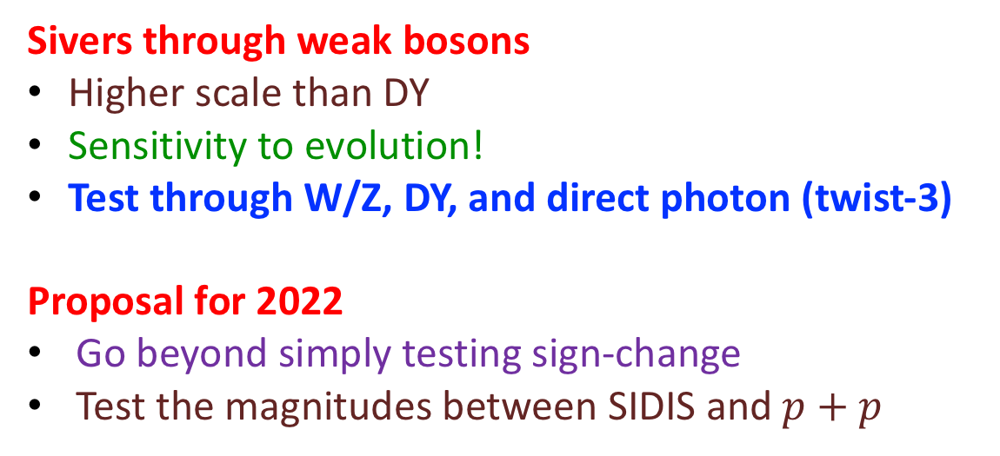 Sivers through weak bosons
• Higher scale than DY
• Sensitivity to evolution!
• Test through W/Z, DY, and direct photon (twist-3)
Proposal for 2022
• Go beyond simply testing sign-change
• Test the magnitudes between SIDIS and p + p